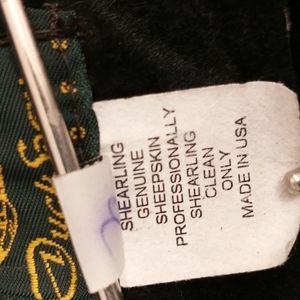 SHEARLING
GENUINE
SHEEPSKIN
PROFESSIONALLY
SHEARLING
CLEAN
ONLY
MADE IN USA